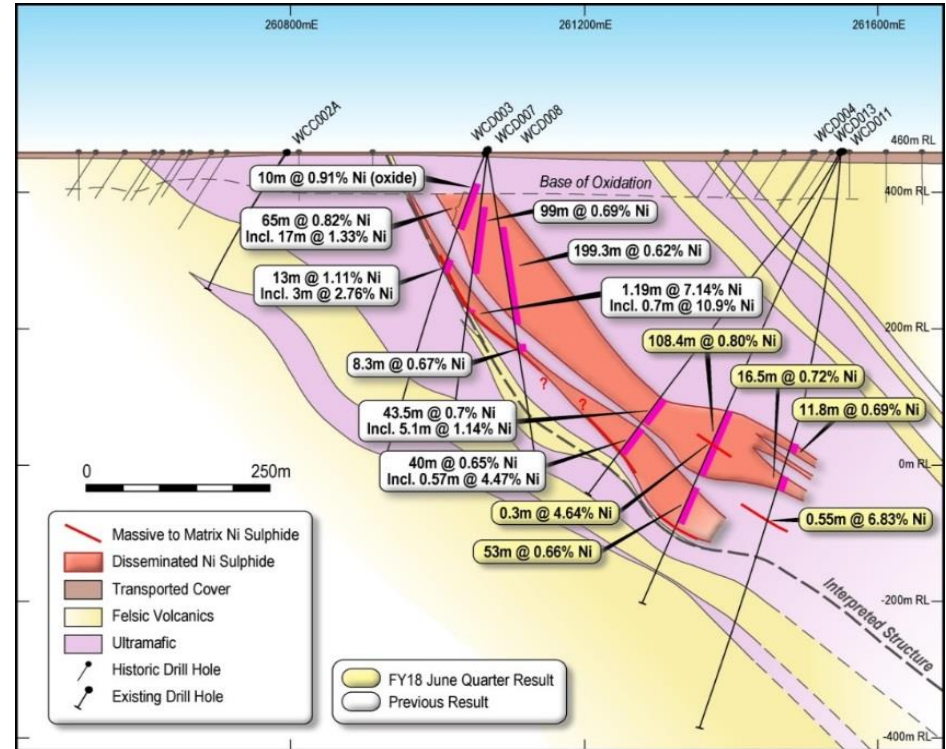 260800mE
261200mE
261600mE
WCC002A
WCD003
WCD007
WCD008
WCD004
WCD013
WCD011
460m RL
400m RL
200m RL
0m RL
-200m RL
-400m RL
Base of Oxidation
10m @ 0.91% Ni (oxide)
65m @ 0.82% Ni
Incl. 17m @ 1.33% Ni
99m @ 0.69% Ni
199.3m @ 0.62% Ni
13m @ 1.11% Ni
Incl. 3m @ 2.76% Ni
1.19m @ 7.14% Ni
Incl. 0.7m @ 10.9% Ni
108.4m @ 0.80% Ni
8.3m @ 0.67% Ni
16.5m @ 0.72% Ni
?
?
43.5m @ 0.7% Ni
Incl. 5.1m @ 1.14% Ni
11.8m @ 0.69% Ni
40m @ 0.65% Ni
Incl. 0.57m @ 4.47% Ni
0.3m @ 4.64% Ni
0.55m @ 6.83% Ni
53m @ 0.66% Ni
Interpreted Structure
0
250m
Massive to Matrix Ni Sulphide
Disseminated Ni Sulphide
Transported Cover
Felsic Volcanics
Ultramafic
Historic Drill Hole
Existing Drill Hole
FY18 June Quarter Result
Previous Result